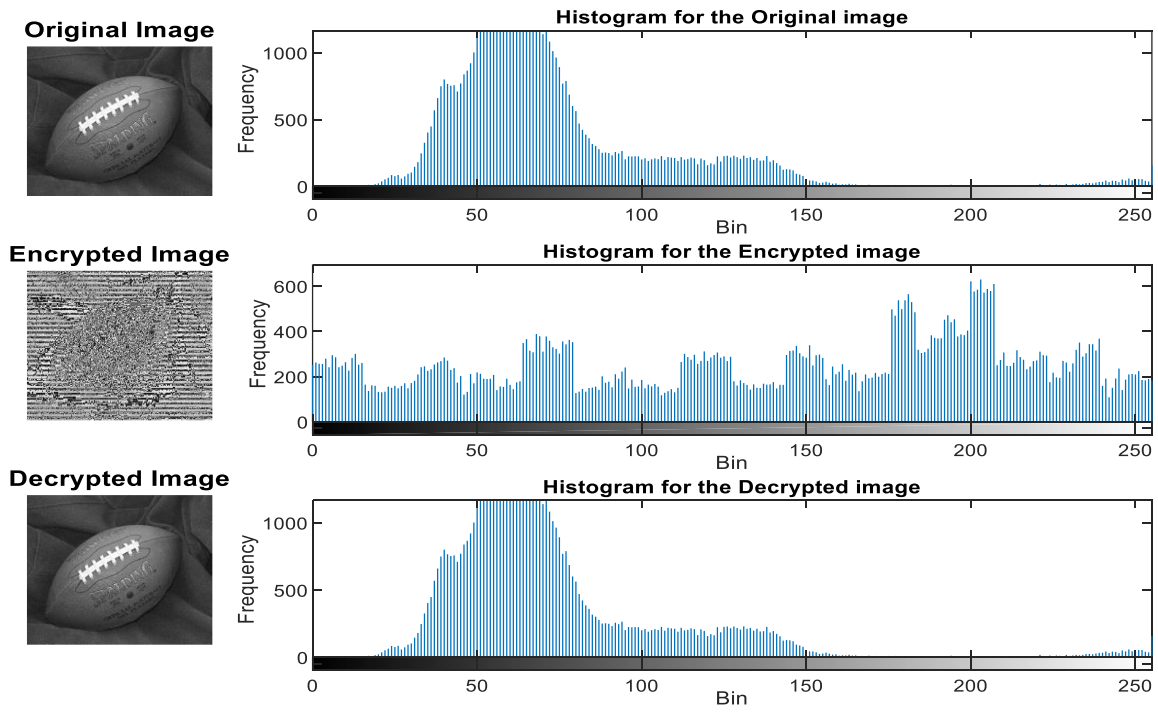 Original Image
SPALDING
Histogram for the Original image
Frequency
1000
500
0
0 50 100 150 200 250
Bin
Encrypted Image
Histogram for the Encrypted image
Frequency
600
400
200
0
0 50 100 150 200 250
Bin
Decrypted Image
SPALDING
Histogram for the Decrypted image
Frequency
1000
500
0
0 50 100 150 200 250
Bin